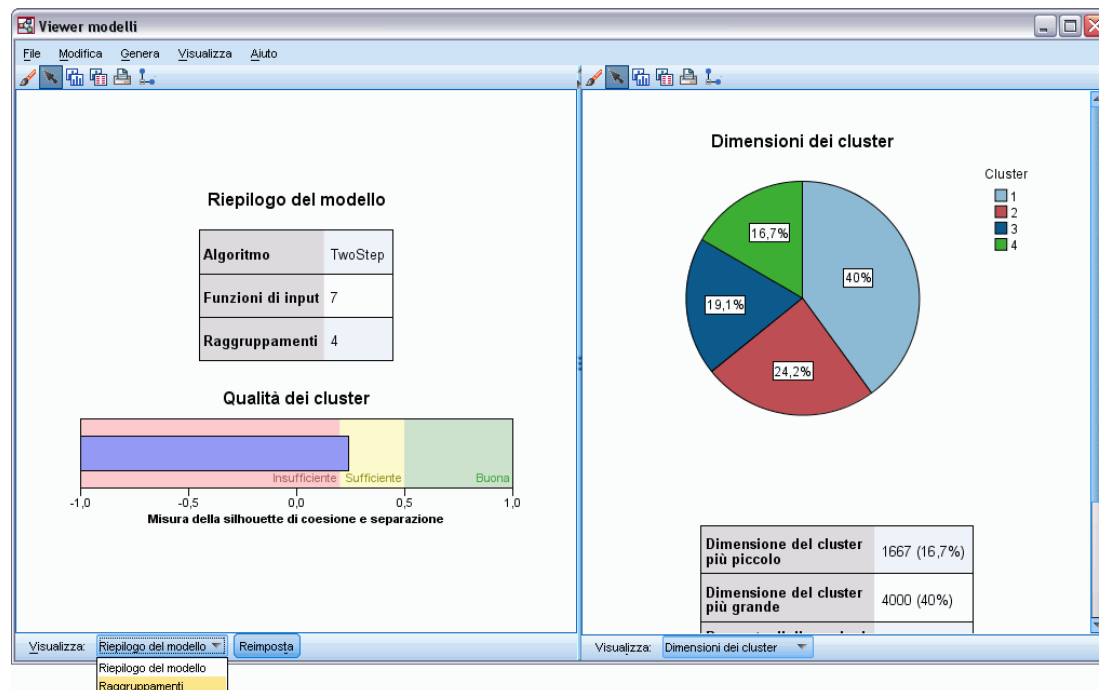 Viewer modelli
File Modifica Genera Visualizza Aiuto
Riepilogo del modello
Algoritmo TwoStep
Funzioni di input 7
Raggruppamenti 4
Qualità dei cluster
Insufficiente Sufficiente Buona
-1,0 -0,5 0,0 0,5 1,0
Misura della silhouette di coesione e separazione
Visualizza: Riepilogo del modello Reimposta
Riepilogo del modello
Raggruppamenti
Dimensioni dei cluster
Cluster
1
2
3
4
16,7%
40%
19,1%
24,2%
Dimensione del cluster
più piccolo
1667 (16,7%)
Dimensione del cluster
più grande
4000 (40%)
Visualizza: Dimensioni dei cluster